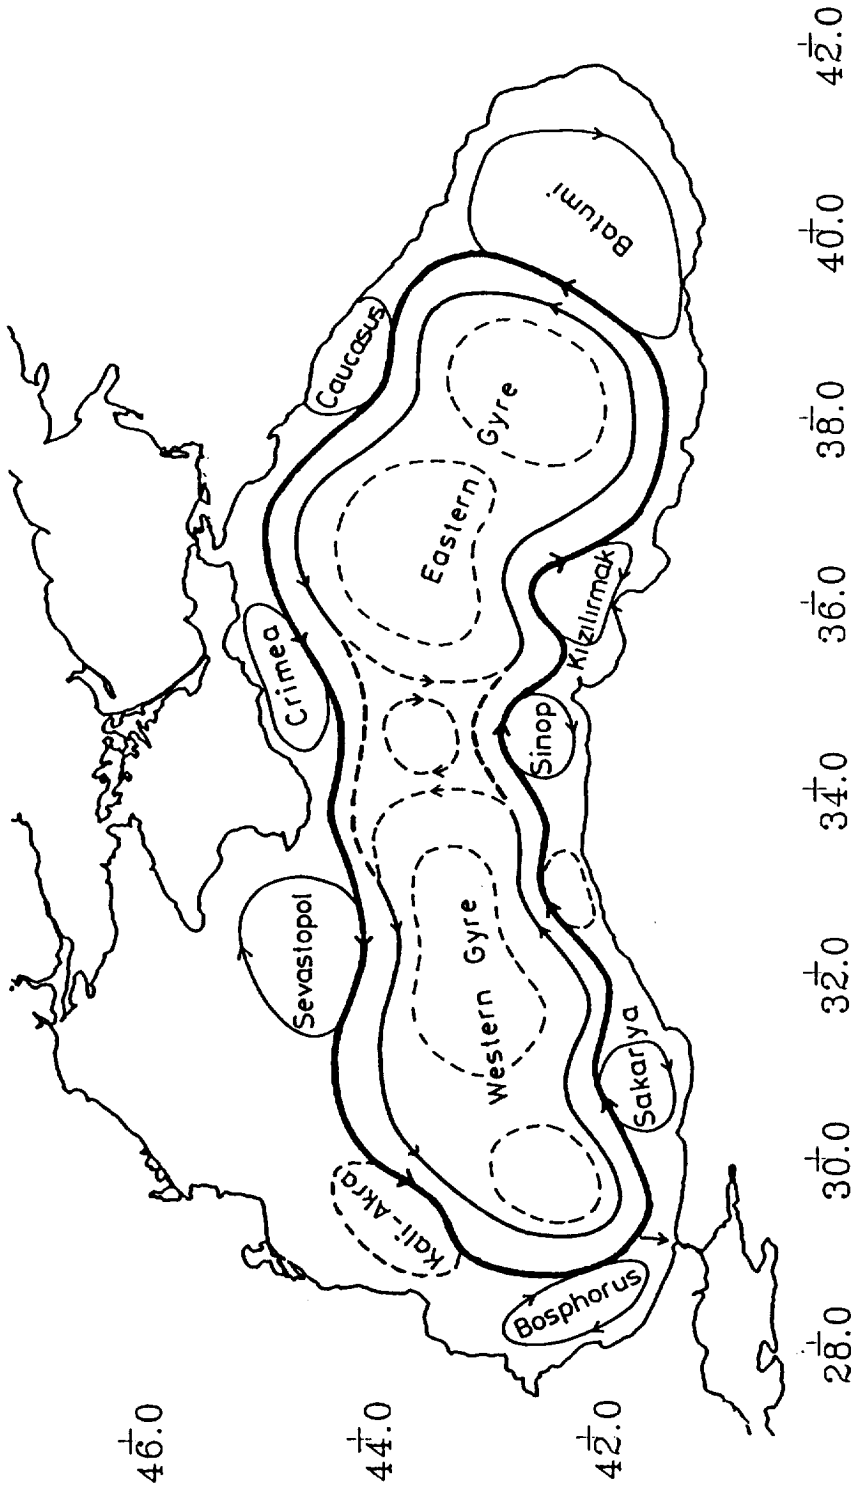 46.0
44.0
42.0
28.0
30.0
32.0
34.0
36.0
38.0
40.0
42.0
Sevastopol
Crimea
Caucasus
Kali-Akra
Bosphorus
Western Gyre
Eastern
Gyre
Batumi
Sakarya
Sinop
Kızılırmak